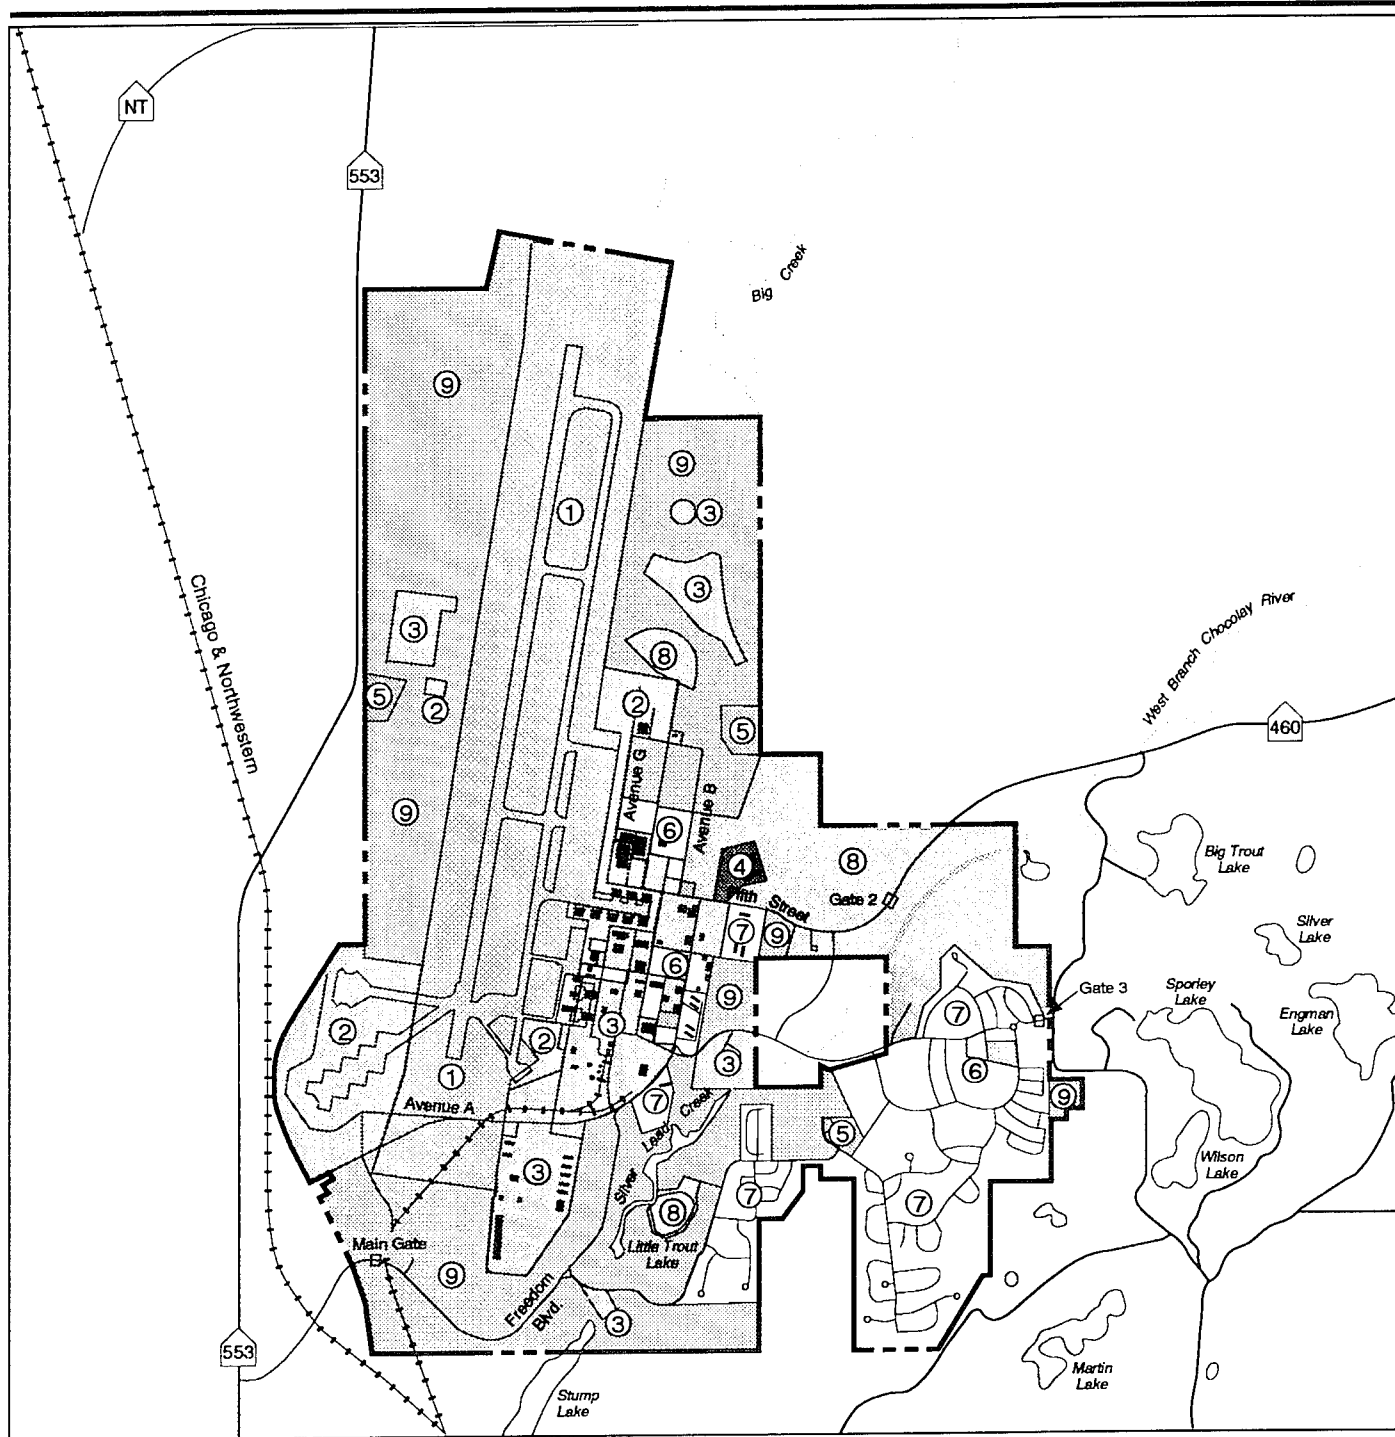 NT
553
Big Creek
9
9
1
3
3
3
8
5
2
2
5
West Branch Chocolay River
460
Chicago & Northwestern
Avenue G
Avenue B
9
6
Big Trout
Lake
4
8
Fifth Street
Gate 2
7
9
Silver
Lake
6
9
Gate 3
Sporley
Lake
Engman
Lake
2
3
2
7
3
1
6
Avenue A
7
9
Silver Lead Creek
5
Wilson
Lake
3
7
7
8
Main Gate
Little Trout
Lake
9
Freedom
Blvd.
3
553
Martin
Lake
Stump
Lake